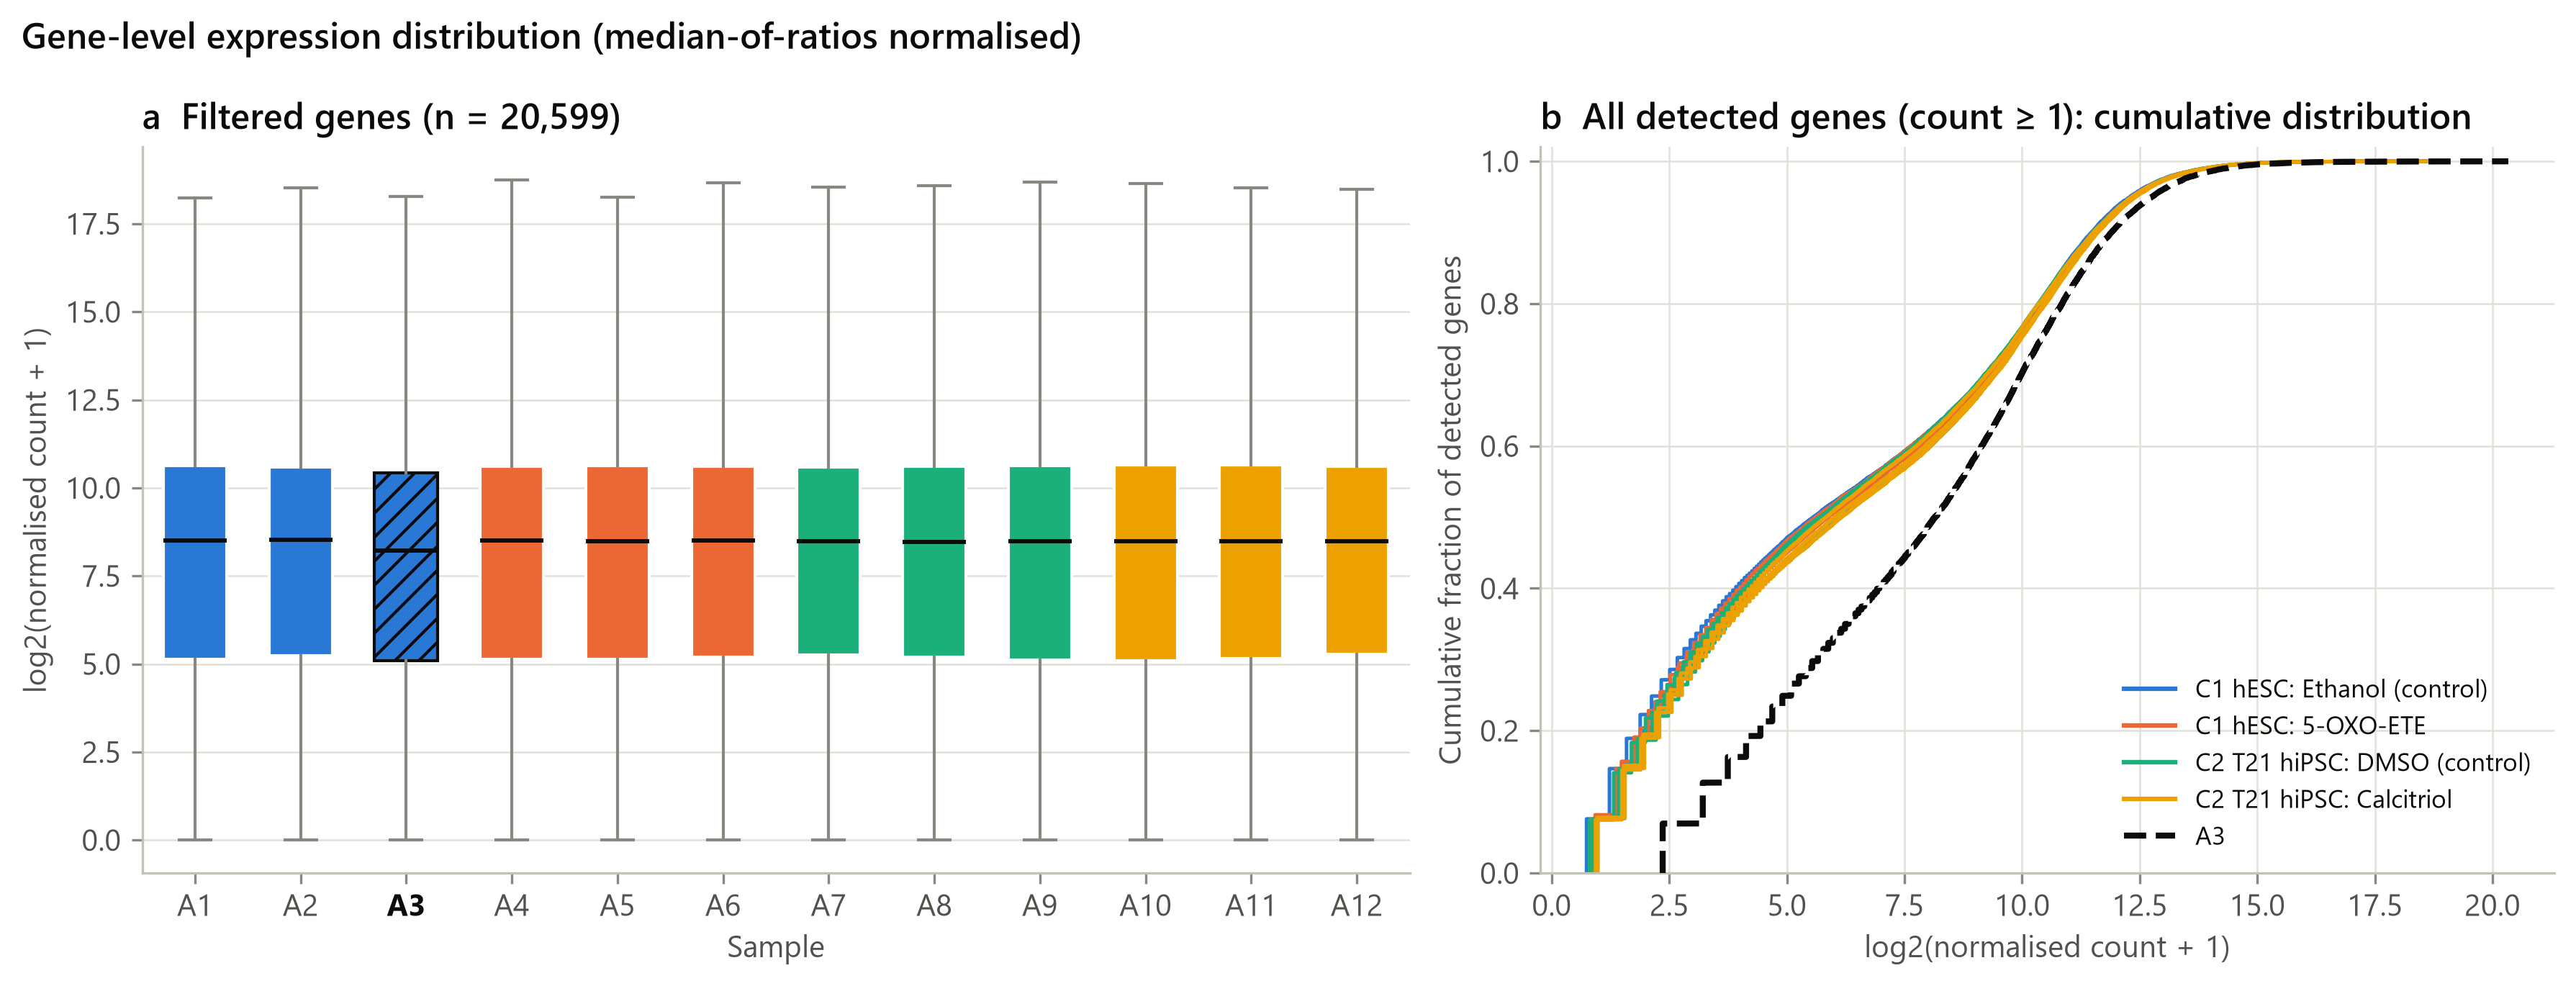 Gene-level expression distribution (median-of-ratios normalised)
a Filtered genes (n = 20,599)
log2(normalised count + 1)
17.5
15.0
12.5
10.0
7.5
5.0
2.5
0.0
A1 A2 A3 A4 A5 A6 A7 A8 A9 A10 A11 A12
Sample
b All detected genes (count ≥ 1): cumulative distribution
Cumulative fraction of detected genes
1.0
0.8
0.6
0.4
0.2
0.0
C1 hESC: Ethanol (control)
C1 hESC: 5-OXO-ETE
C2 T21 hiPSC: DMSO (control)
C2 T21 hiPSC: Calcitriol
A3
0.0 2.5 5.0 7.5 10.0 12.5 15.0 17.5 20.0
log2(normalised count + 1)